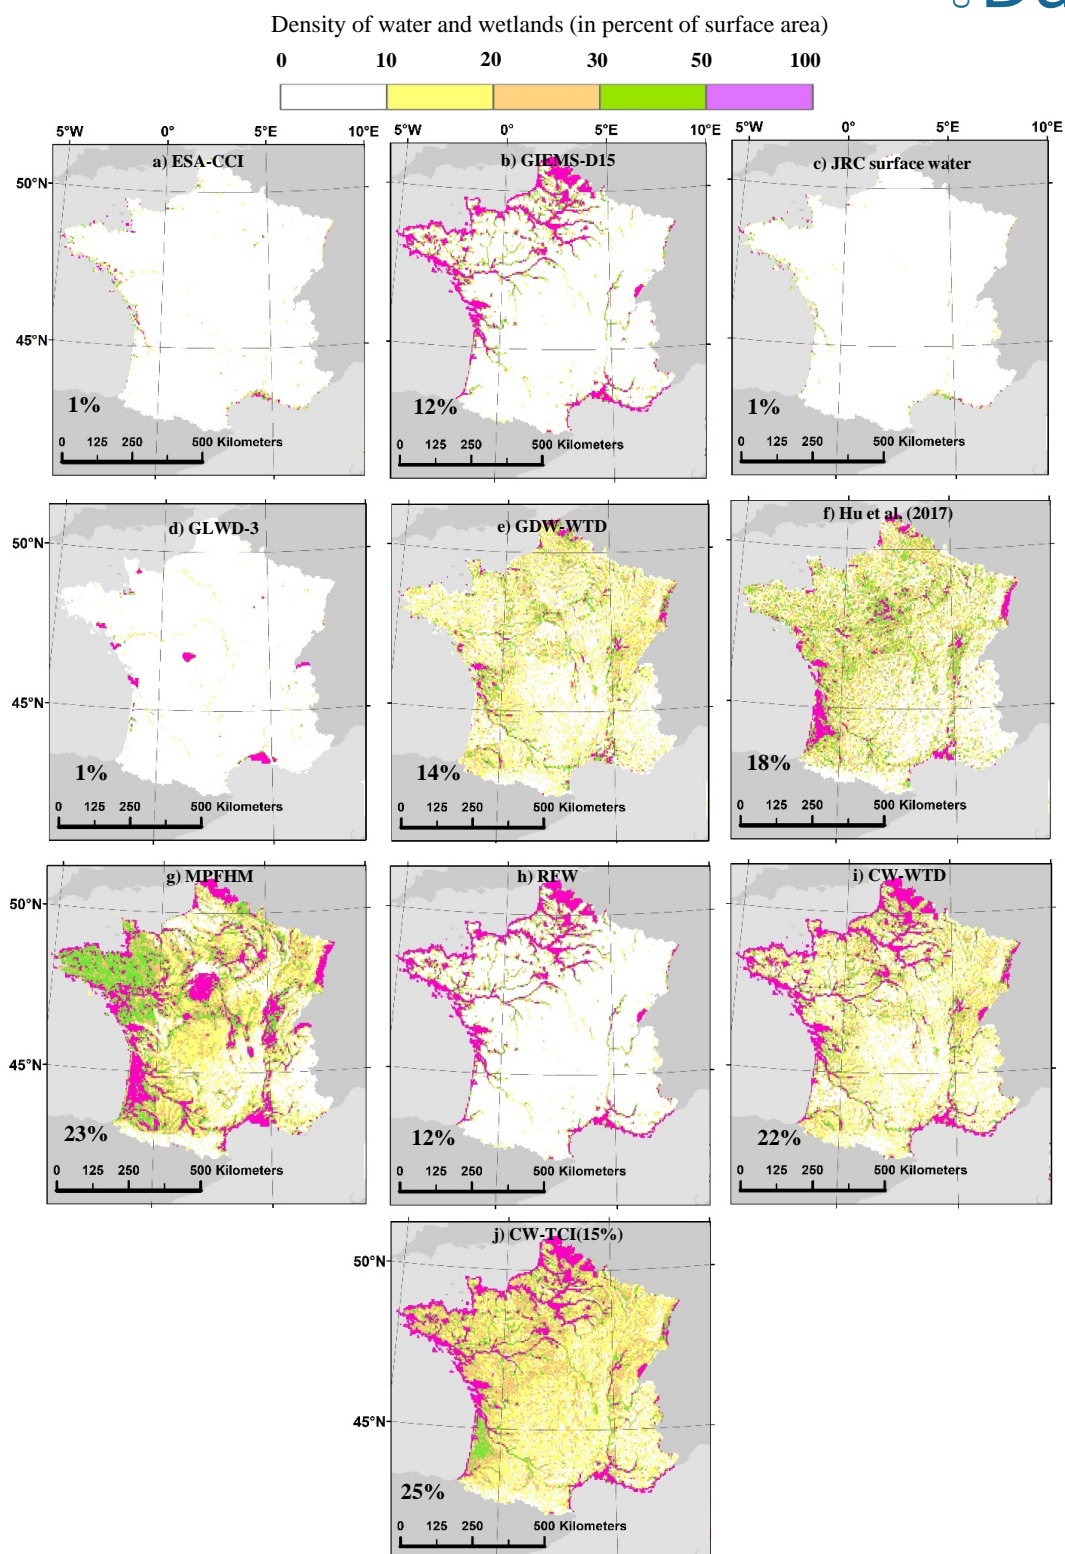 Density of water and wetlands (in percent of surface area)
0 10 20 30 50 100
5°W 0° 5°E 10°E 5°W 0° 5°E 10°E 5°W 0° 5°E 10°E
a) ESA-CCI b) GIEMS-D15 c) JRC surface water
50°N
45°N
1% 12% 1%
0 125 250 500 Kilometers 0 125 250 500 Kilometers 0 125 250 500 Kilometers
d) GLWD-3 e) GDW-WTD f) Hu et al. (2017)
50°N
45°N
1% 14% 18%
0 125 250 500 Kilometers 0 125 250 500 Kilometers 0 125 250 500 Kilometers
g) MPFHM h) RFW i) CW-WTD
50°N
45°N
23% 12% 22%
0 125 250 500 Kilometers 0 125 250 500 Kilometers 0 125 250 500 Kilometers
j) CW-TCI(15%)
50°N
45°N
25%
0 125 250 500 Kilometers